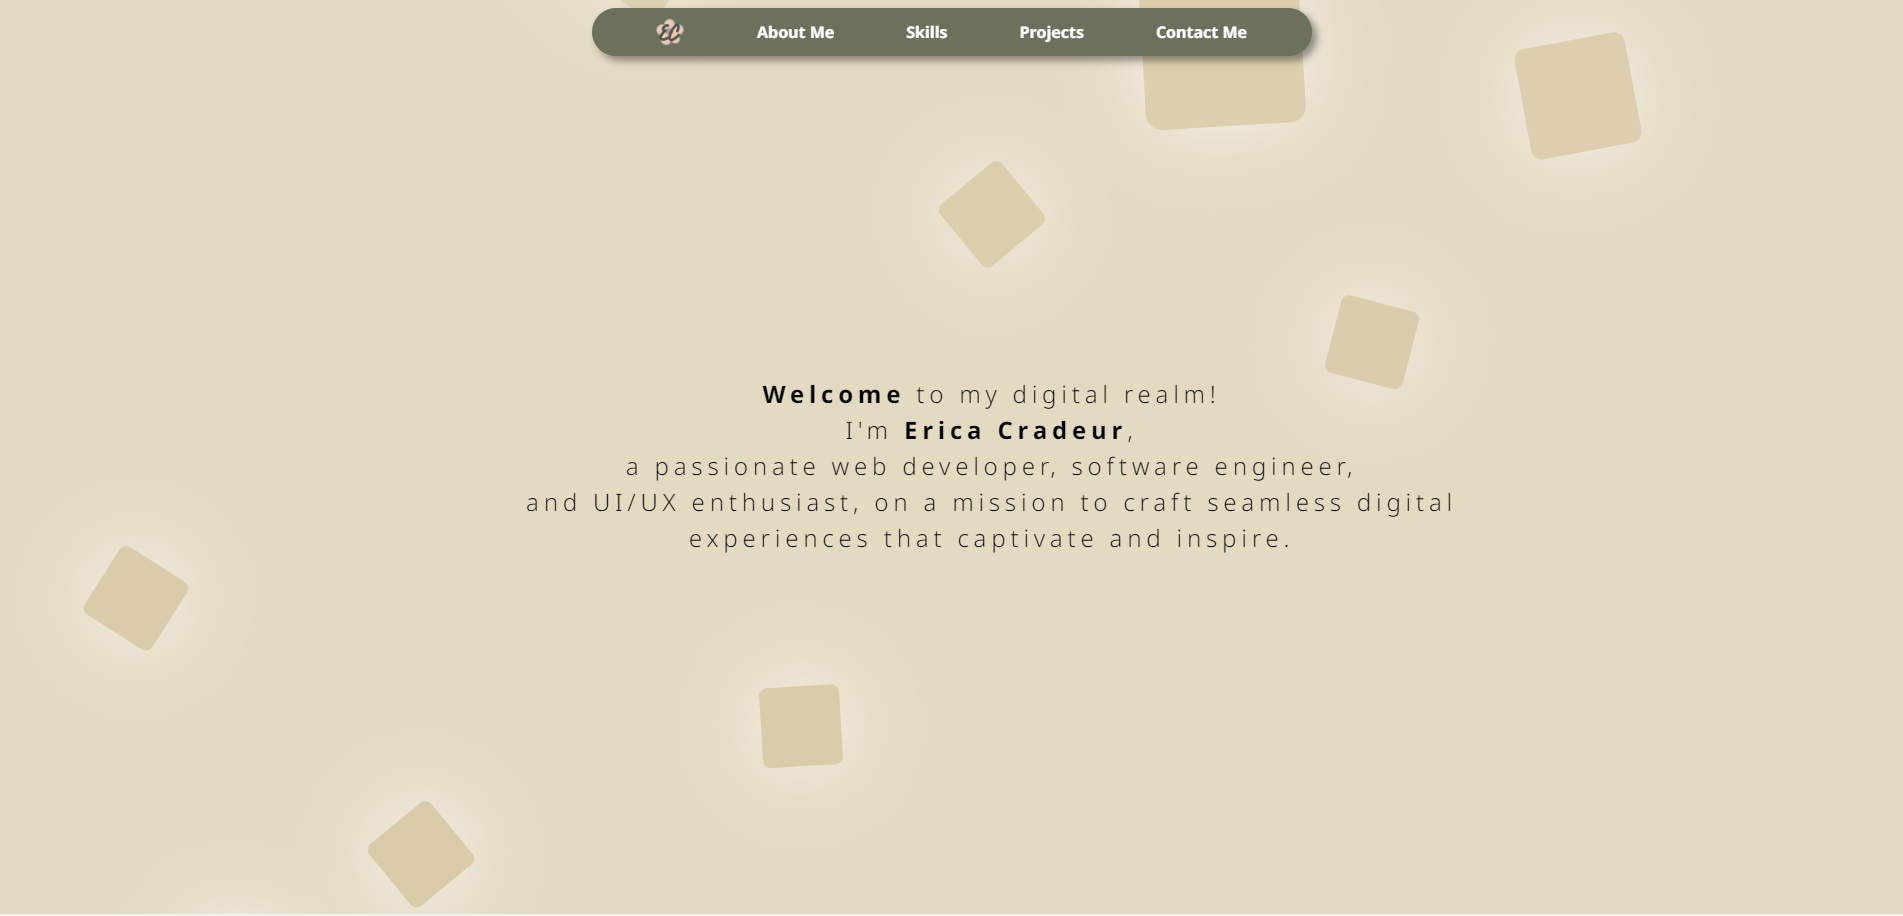 EC About Me Skills Projects Contact Me
Welcome to my digital realm!
I'm Erica Cradeur,
a passionate web developer, software engineer,
and UI/UX enthusiast, on a mission to craft seamless digital
experiences that captivate and inspire.